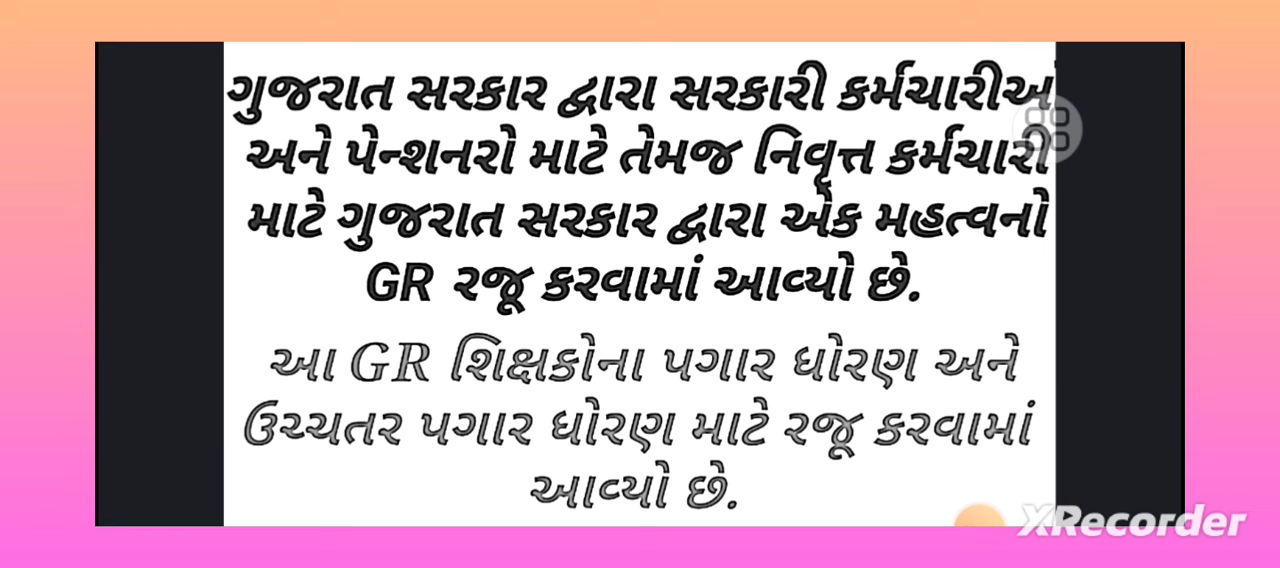 ગુજરાત સરકાર દ્વારા સરકારી કર્મચારીઅ
અને પેન્શનરો માટે તેમજ નિવૃત્ત કર્મચારી
માટે ગુજરાત સરકાર દ્વારા એક મહત્વનો
GR રજૂ કરવામાં આવ્યો છે.
આ GR શિક્ષકોના પગાર ધોરણ અને
ઉચ્ચતર પગાર ધોરણ માટે રજૂ કરવામાં
આવ્યો છે.
XRecorder